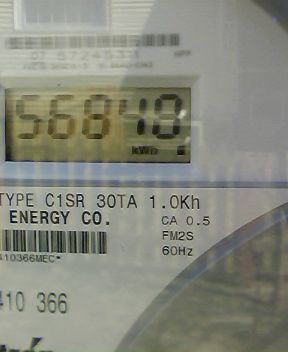 56848
kWh
TYPE C1SR 30TA 1.0Kh
ENERGY CO.
CA 0.5
FM2S
60Hz
410366MEC*
410 366